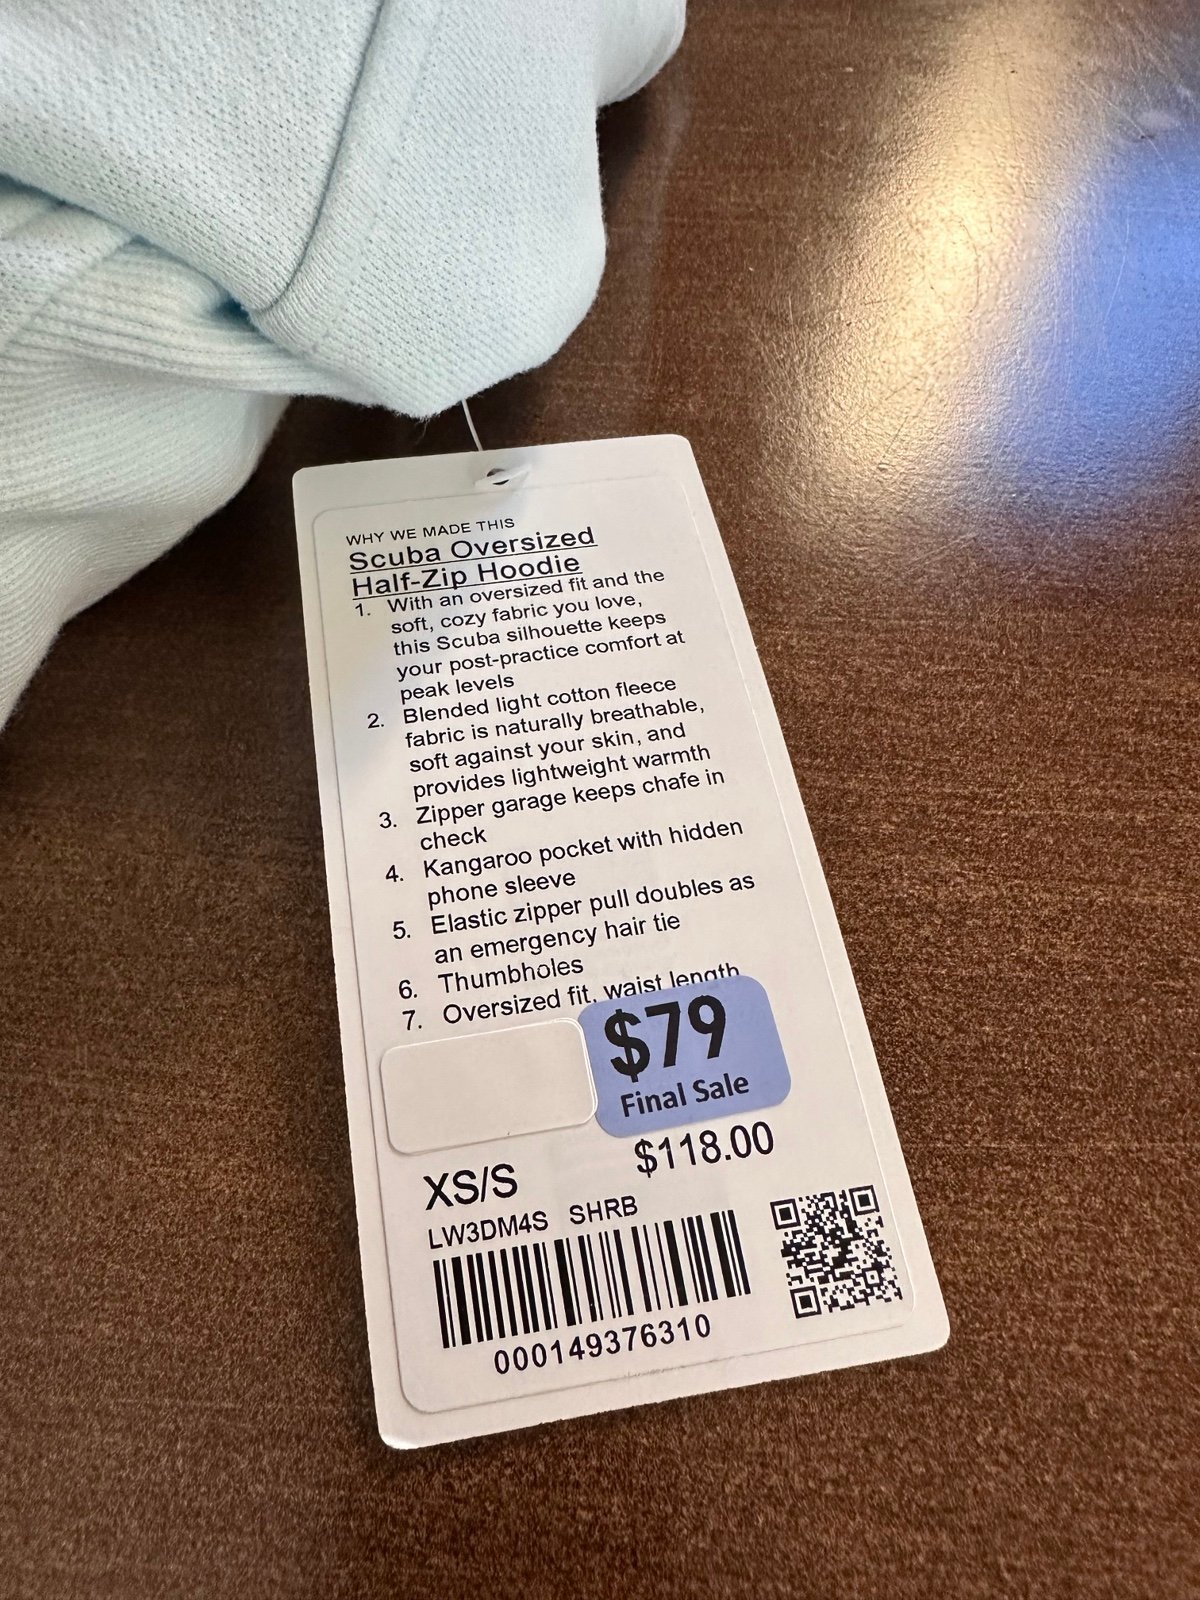 WHY WE MADE THIS
Scuba Oversized
Half-Zip Hoodie
1. With an oversized fit and the
soft, cozy fabric you love,
this Scuba silhouette keeps
your post-practice comfort at
peak levels
2. Blended light cotton fleece
fabric is naturally breathable,
soft against your skin, and
provides lightweight warmth
3. Zipper garage keeps chafe in
check
4. Kangaroo pocket with hidden
phone sleeve
5. Elastic zipper pull doubles as
an emergency hair tie
6. Thumbholes
7. Oversized fit, waist length
$79
Final Sale
$118.00
XS/S
LW3DM4S SHRB
000149376310